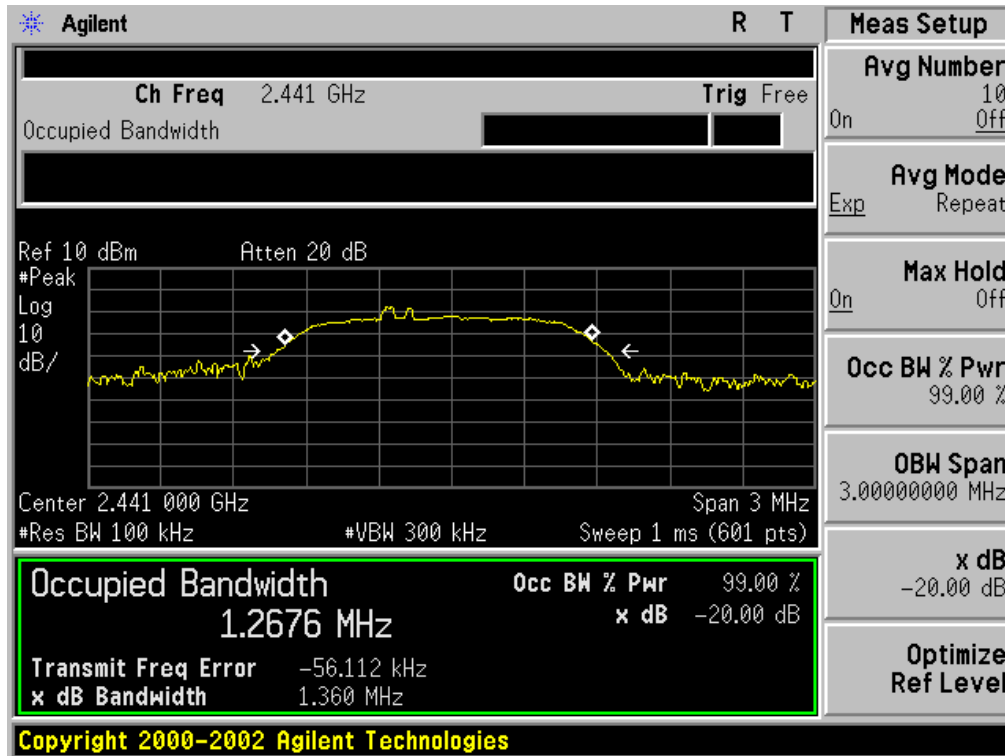 Agilent R T
Ch Freq 2.441 GHz Trig Free
Occupied Bandwidth
Ref 10 dBm Atten 20 dB
#Peak
Log
10
dB/
Center 2.441 000 GHz Span 3 MHz
#Res BW 100 kHz #VBW 300 kHz Sweep 1 ms (601 pts)
Occupied Bandwidth
1.2676 MHz
Occ BW % Pwr 99.00 %
x dB -20.00 dB
Transmit Freq Error -56.112 kHz
x dB Bandwidth 1.360 MHz
Copyright 2000-2002 Agilent Technologies
Meas Setup
Avg Number
10
On Off
Avg Mode
Exp Repeat
Max Hold
On Off
Occ BW % Pwr
99.00 %
OBW Span
3.00000000 MHz
x dB
-20.00 dB
Optimize
Ref Level